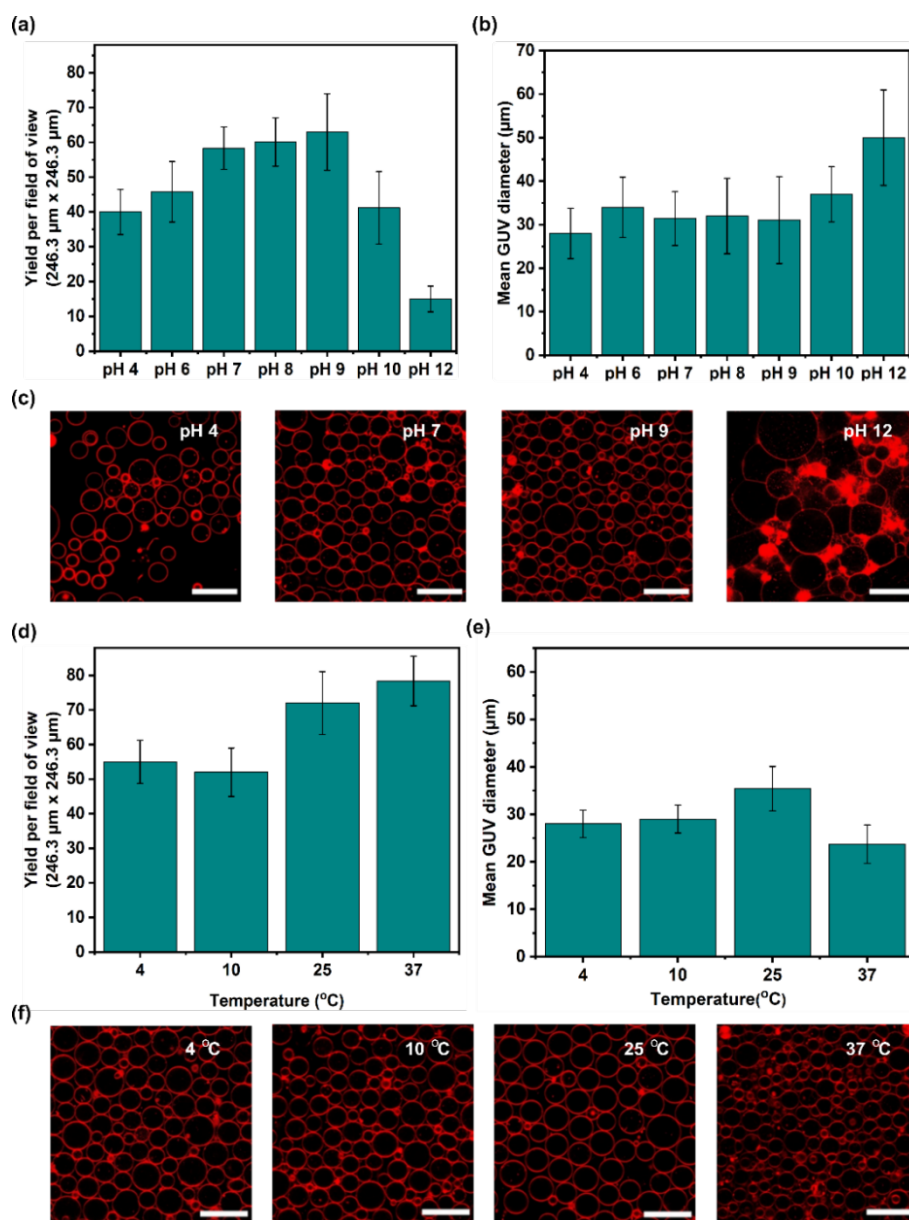 (a)
Yield per field of view
(246.3 µm x 246.3 µm)
80
70
60
50
40
30
20
10
0
pH 4 pH 6 pH 7 pH 8 pH 9 pH 10 pH 12
(b)
Mean GUV diameter (µm)
70
60
50
40
30
20
10
0
pH 4 pH 6 pH 7 pH 8 pH 9 pH 10 pH 12
(c)
pH 4
pH 7
pH 9
pH 12
(d)
Yield per field of view
(246.3 µm x 246.3 µm)
80
70
60
50
40
30
20
10
0
4 10 25 37
Temperature (°C)
(e)
Mean GUV diameter (µm)
60
50
40
30
20
10
0
4 10 25 37
Temperature(°C)
(f)
4 °C
10 °C
25 °C
37 °C